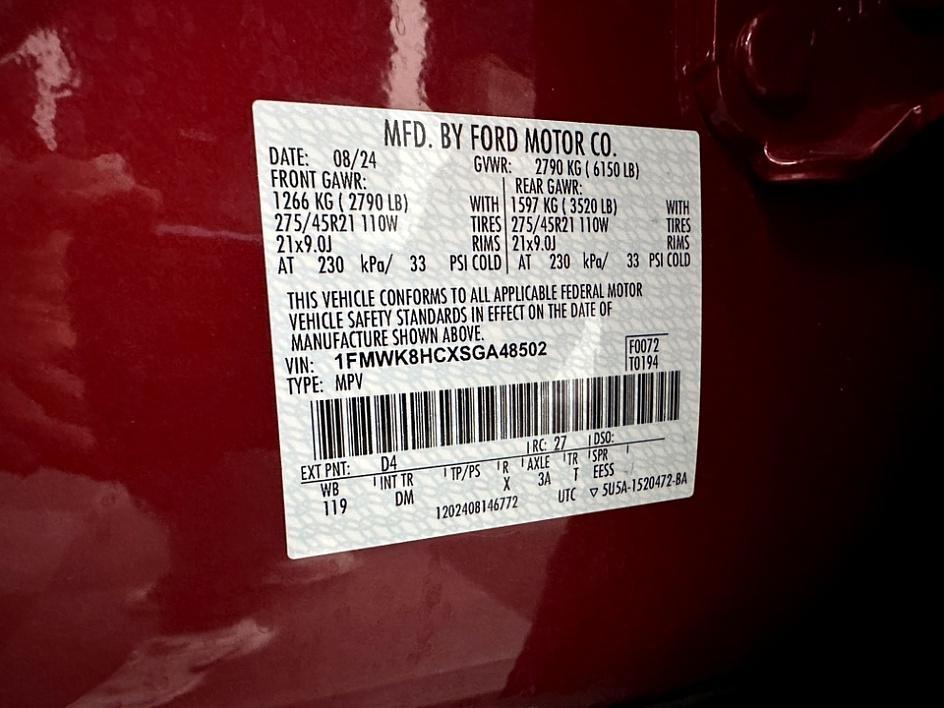 MFD. BY FORD MOTOR CO.
DATE: 08/24 GVWR: 2790 KG ( 6150 LB)
FRONT GAWR: REAR GAWR:
1266 KG ( 2790 LB) WITH 1597 KG ( 3520 LB) WITH
275/45R21 110W TIRES 275/45R21 110W TIRES
21x9.0J RIMS 21x9.0J RIMS
AT 230 kPa/ 33 PSI COLD AT 230 kPa/ 33 PSI COLD
THIS VEHICLE CONFORMS TO ALL APPLICABLE FEDERAL MOTOR
VEHICLE SAFETY STANDARDS IN EFFECT ON THE DATE OF
MANUFACTURE SHOWN ABOVE.
VIN: 1FMWK8HCXSGA48502 F0072
TYPE: MPV T0194
EXT PNT: D4 RC: 27 DSO:
WB INT TR TP/PS R AXLE TR SPR
119 DM X 3A T EESS
1202408146772 UTC ▽ 5U5A-1520472-BA